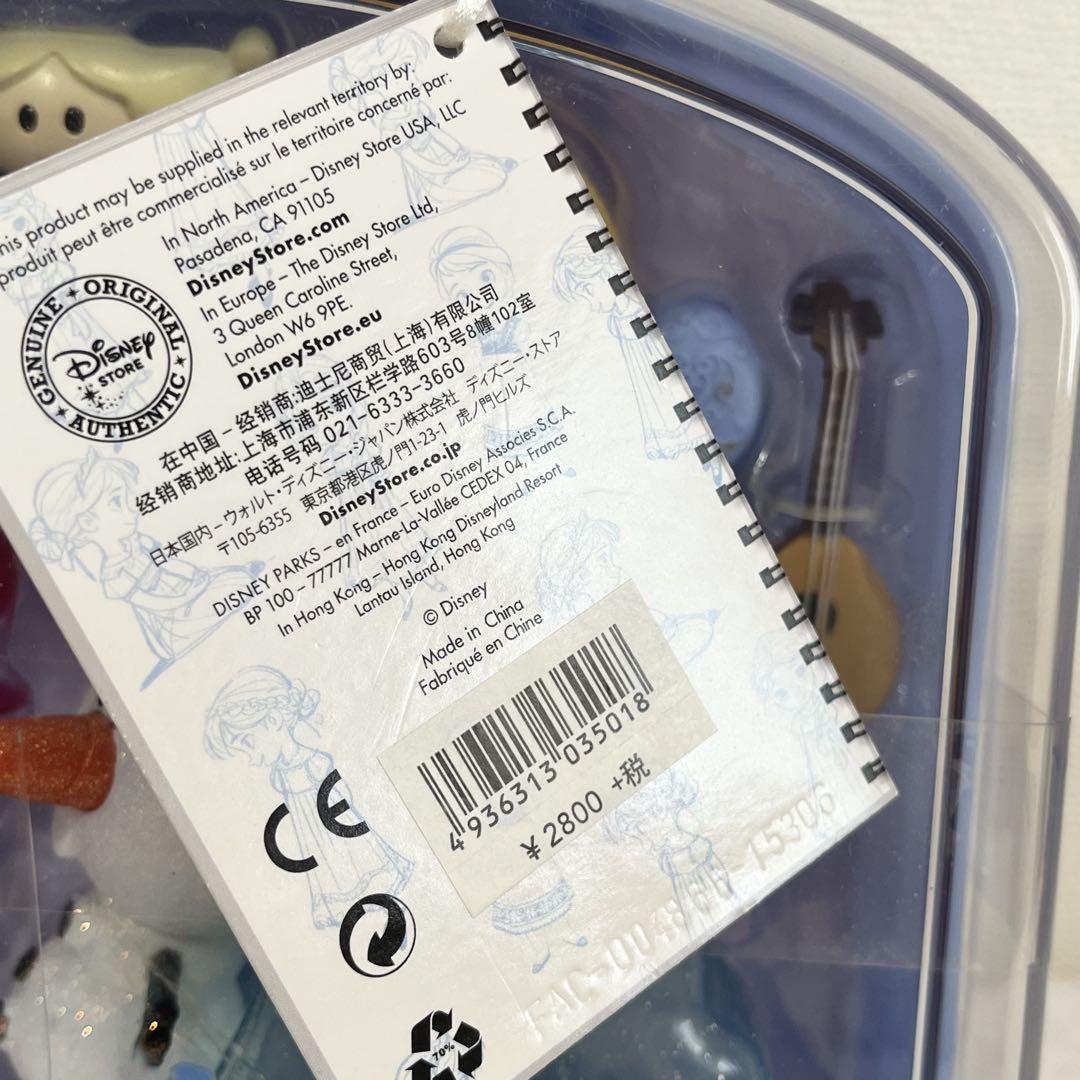 his product may be supplied in the relevant territory by:
produit peut être commercialisé sur le territoire concerné par:
In North America – Disney Store USA, LLC
Pasadena, CA 91105
DisneyStore.com
In Europe – The Disney Store Ltd,
3 Queen Caroline Street,
London W6 9PE.
DisneyStore.eu
GENUINE ORIGINAL
Disney
STORE
AUTHENTIC
在中国 – 经销商:迪士尼商贸(上海)有限公司
经销商地址:上海市浦东新区栏学路603号8幢102室
电话号码 021-6333-3660
日本国内 – ウォルト・ディズニー・ジャパン株式会社 ディズニー・ストア
〒105-6355 東京都港区虎ノ門1-23-1 虎ノ門ヒルズ
DisneyStore.co.jp
DISNEY PARKS – en France – Euro Disney Associes S.C.A.
BP 100 – 77777 Marne-La-Vallée CEDEX 04, France
In Hong Kong – Hong Kong Disneyland Resort
Lantau Island, Hong Kong
© Disney
Made in China
Fabriqué en Chine
4936313035018
¥ 2800 +税
CE
70%